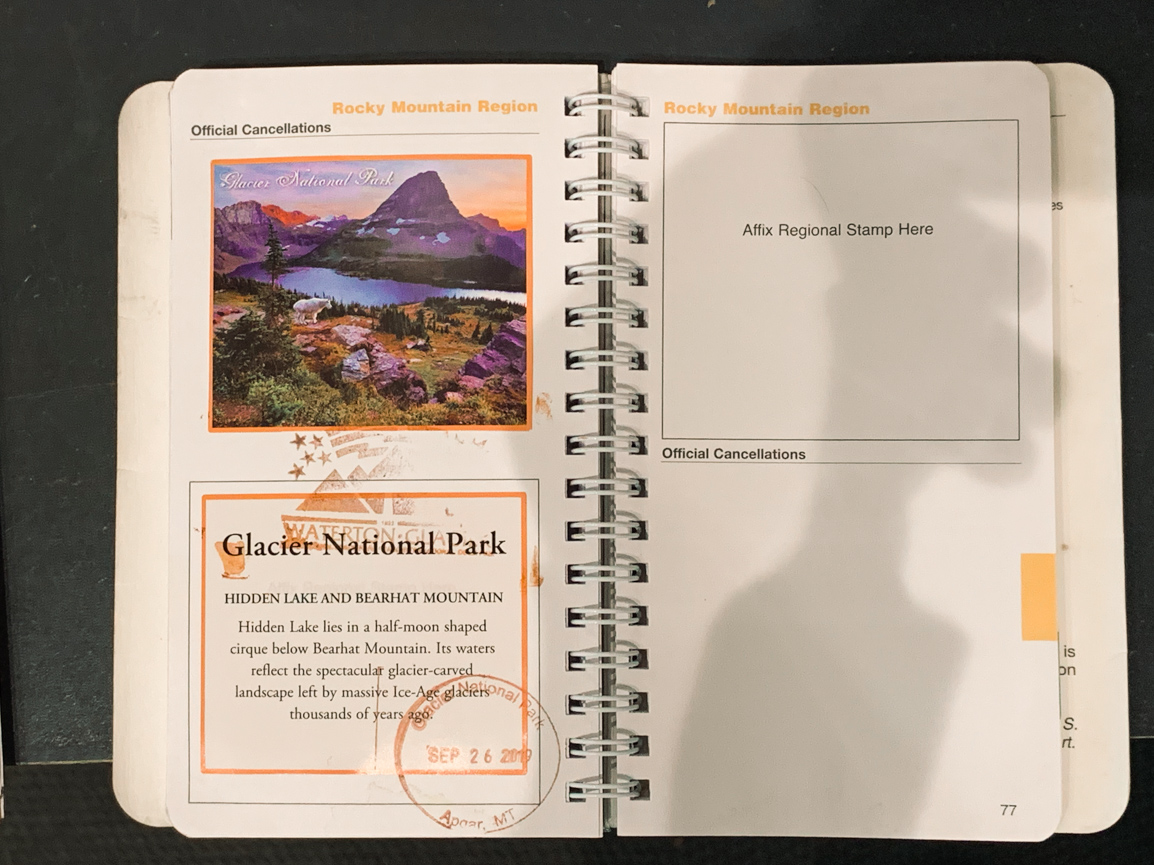 Rocky Mountain Region
Official Cancellations
Glacier National Park
WATERTON-GLA
Glacier National Park
HIDDEN LAKE AND BEARHAT MOUNTAIN
Hidden Lake lies in a half-moon shaped
cirque below Bearhat Mountain. Its waters
reflect the spectacular glacier-carved
landscape left by massive Ice-Age glaciers
thousands of years ago.
Glacier National Park
SEP 26 2019
Apgar, MT
Rocky Mountain Region
Affix Regional Stamp Here
Official Cancellations
77
es
is
on
S.
rt.